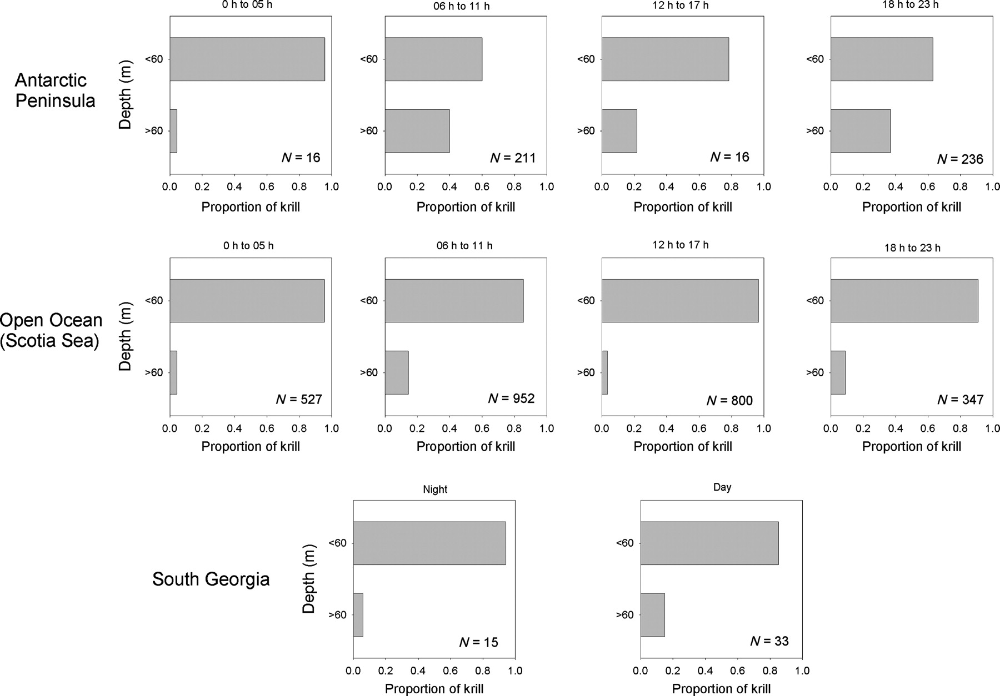 0 h to 05 h
06 h to 11 h
12 h to 17 h
18 h to 23 h
Antarctic
Peninsula
Depth (m)
<60
>60
N = 16
0.0 0.2 0.4 0.6 0.8 1.0
Proportion of krill
<60
>60
N = 211
0.0 0.2 0.4 0.6 0.8 1.0
Proportion of krill
<60
>60
N = 16
0.0 0.2 0.4 0.6 0.8 1.0
Proportion of krill
<60
>60
N = 236
0.0 0.2 0.4 0.6 0.8 1.0
Proportion of krill
0 h to 05 h
06 h to 11 h
12 h to 17 h
18 h to 23 h
Open Ocean
(Scotia Sea)
Depth (m)
<60
>60
N = 527
0.0 0.2 0.4 0.6 0.8 1.0
Proportion of krill
<60
>60
N = 952
0.0 0.2 0.4 0.6 0.8 1.0
Proportion of krill
<60
>60
N = 800
0.0 0.2 0.4 0.6 0.8 1.0
Proportion of krill
<60
>60
N = 347
0.0 0.2 0.4 0.6 0.8 1.0
Proportion of krill
Night
Day
South Georgia
Depth (m)
<60
>60
N = 15
0.0 0.2 0.4 0.6 0.8 1.0
Proportion of krill
<60
>60
N = 33
0.0 0.2 0.4 0.6 0.8 1.0
Proportion of krill